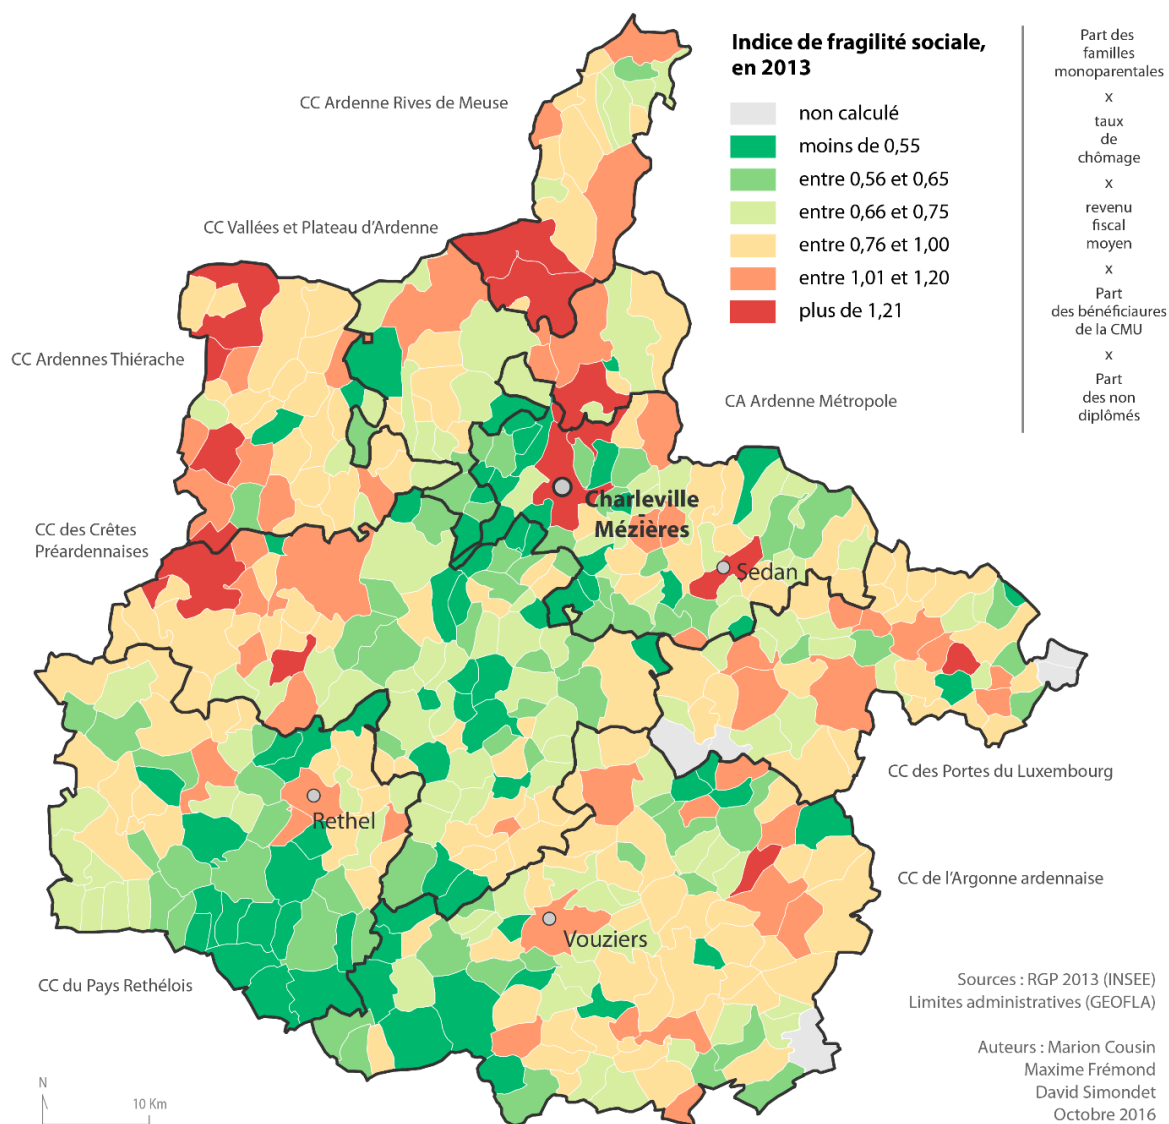 Indice de fragilité sociale,
en 2013
non calculé
moins de 0,55
entre 0,56 et 0,65
entre 0,66 et 0,75
entre 0,76 et 1,00
entre 1,01 et 1,20
plus de 1,21
Part des
familles
monoparentales
x
taux
de
chômage
x
revenu
fiscal
moyen
x
Part
des bénéficiaures
de la CMU
x
Part
des non
diplômés
CC Ardenne Rives de Meuse
CC Vallées et Plateau d'Ardenne
CC Ardennes Thiérache
CA Ardenne Métropole
CC des Crêtes
Préardennaises
Charleville
-
Mézières
Sedan
CC des Portes du Luxembourg
Rethel
CC de l'Argonne ardennaise
Vouziers
CC du Pays Rethélois
Sources : RGP 2013 (INSEE)
Limites administratives (GEOFLA)
Auteurs : Marion Cousin
Maxime Frémond
David Simondet
Octobre 2016
N
10 Km